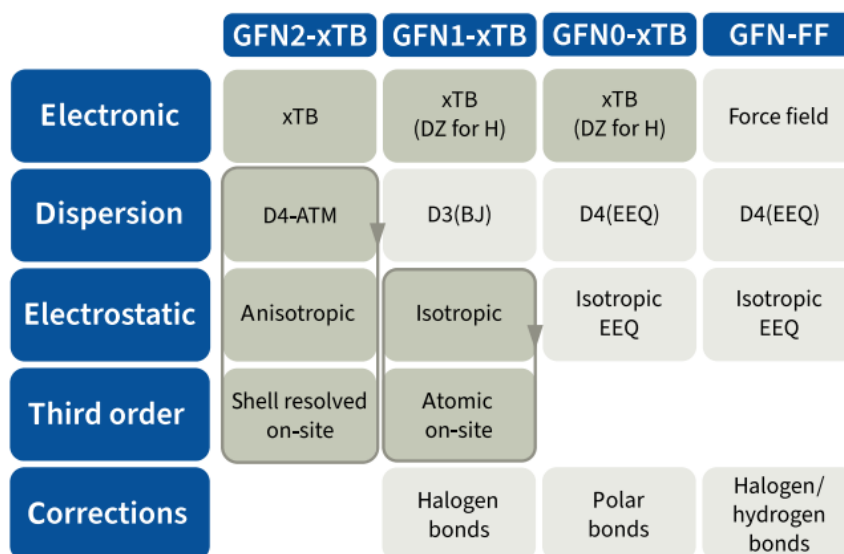 GFN2-xTB GFN1-xTB GFN0-xTB GFN-FF
Electronic
xTB
xTB
(DZ for H)
xTB
(DZ for H)
Force field
Dispersion
D4-ATM
D3(BJ)
D4(EEQ)
D4(EEQ)
Electrostatic
Anisotropic
Isotropic
Isotropic
EEQ
Isotropic
EEQ
Third order
Shell resolved
on-site
Atomic
on-site
Corrections
Halogen
bonds
Polar
bonds
Halogen/
hydrogen
bonds